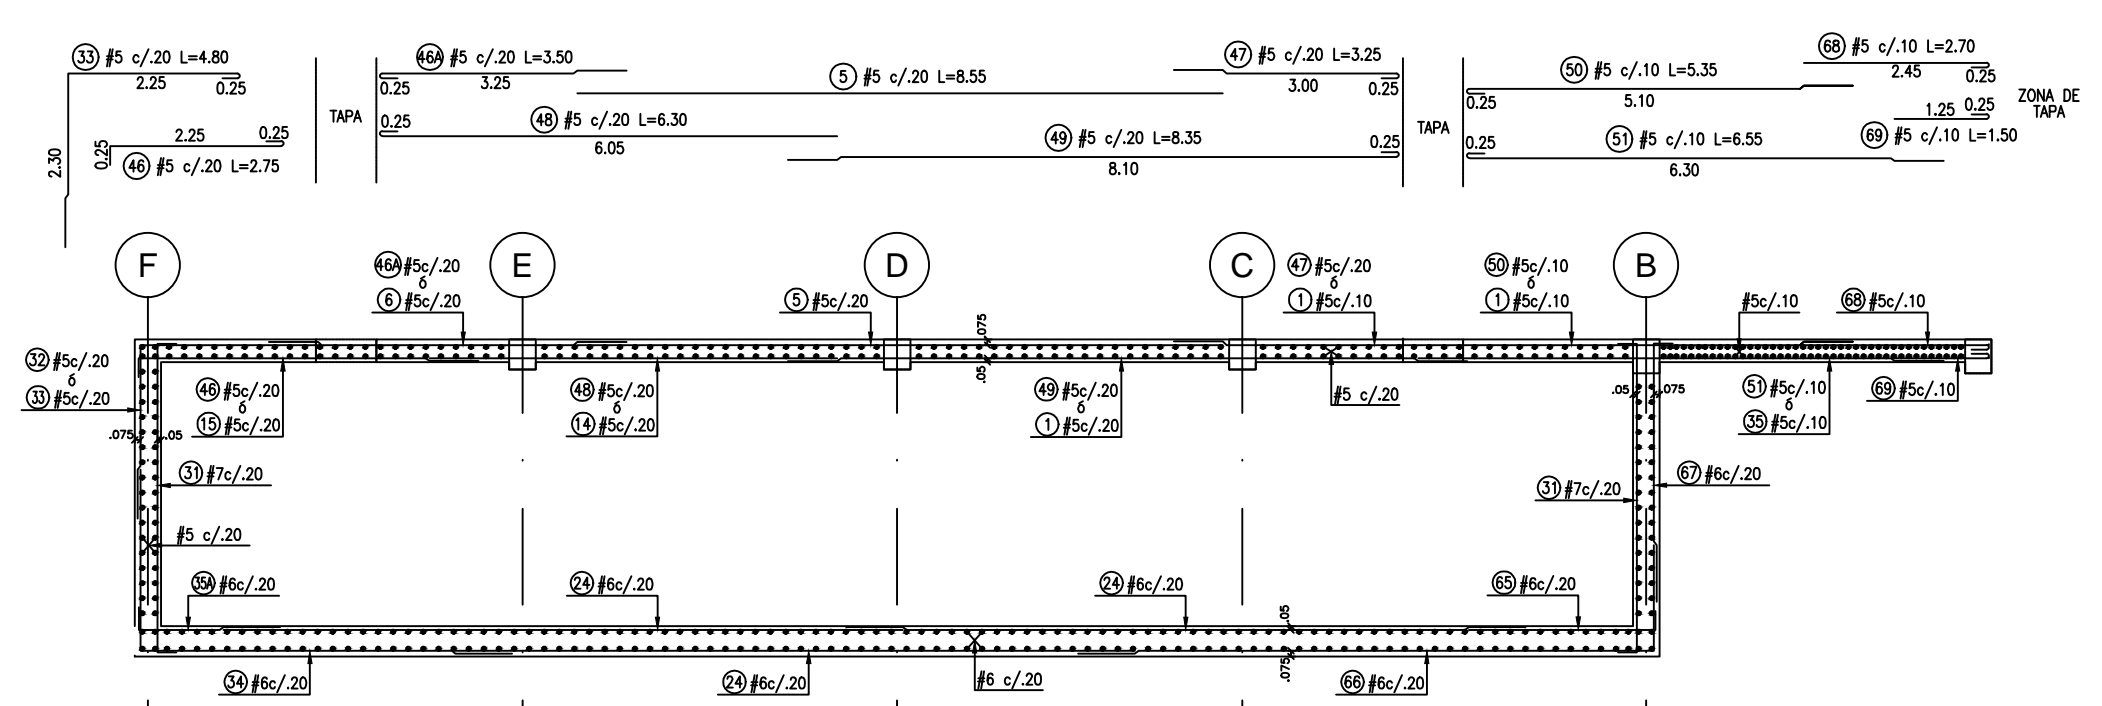 33 #5 c/.20 L=4.80
2.25
0.25
2.30
2.25
0.25
0.25
46 #5 c/.20 L=2.75
TAPA
46A #5 c/.20 L=3.50
0.25
3.25
5 #5 c/.20 L=8.55
47 #5 c/.20 L=3.25
3.00
0.25
0.25
48 #5 c/.20 L=6.30
6.05
49 #5 c/.20 L=8.35
0.25
8.10
TAPA
50 #5 c/.10 L=5.35
0.25
5.10
68 #5 c/.10 L=2.70
2.45
0.25
1.25
0.25
69 #5 c/.10 L=1.50
0.25
51 #5 c/.10 L=6.55
6.30
ZONA DE
TAPA
F
E
D
C
B
46A #5c/.20
ó
6 #5c/.20
5 #5c/.20
.075
.05
47 #5c/.20
ó
1 #5c/.10
50 #5c/.10
ó
1 #5c/.10
#5c/.10
68 #5c/.10
32 #5c/.20
ó
33 #5c/.20
46 #5c/.20
ó
15 #5c/.20
48 #5c/.20
ó
14 #5c/.20
49 #5c/.20
ó
1 #5c/.20
#5 c/.20
.05
.075
51 #5c/.10
ó
35 #5c/.10
69 #5c/.10
.075
.05
31 #7c/.20
31 #7c/.20
67 #6c/.20
#5 c/.20
35A #6c/.20
24 #6c/.20
24 #6c/.20
65 #6c/.20
.05
.075
34 #6c/.20
24 #6c/.20
#6 c/.20
66 #6c/.20